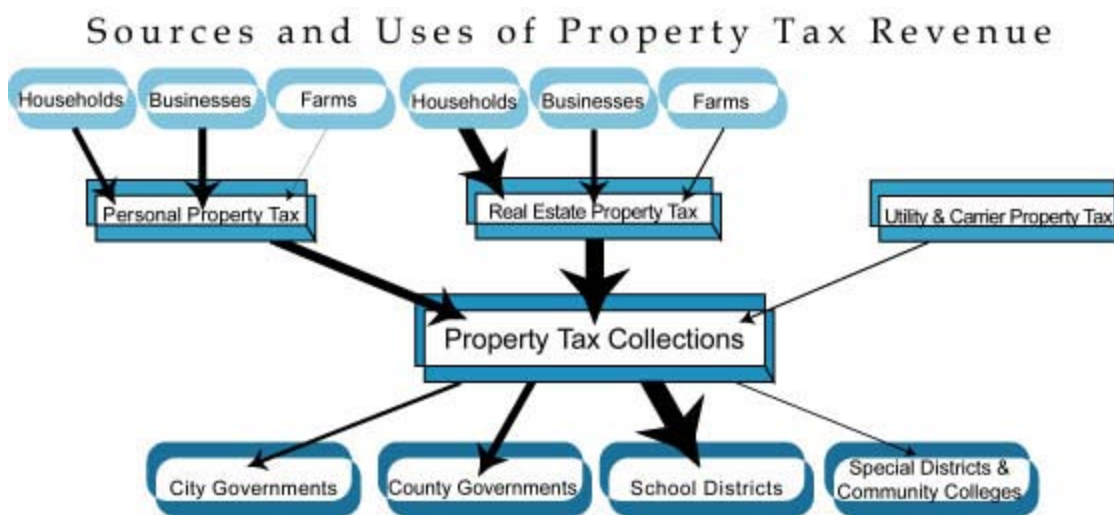 Sources and Uses of Property Tax Revenue
Households
Businesses
Farms
Households
Businesses
Farms
Personal Property Tax
Real Estate Property Tax
Utility & Carrier Property Tax
Property Tax Collections
City Governments
County Governments
School Districts
Special Districts &
Community Colleges